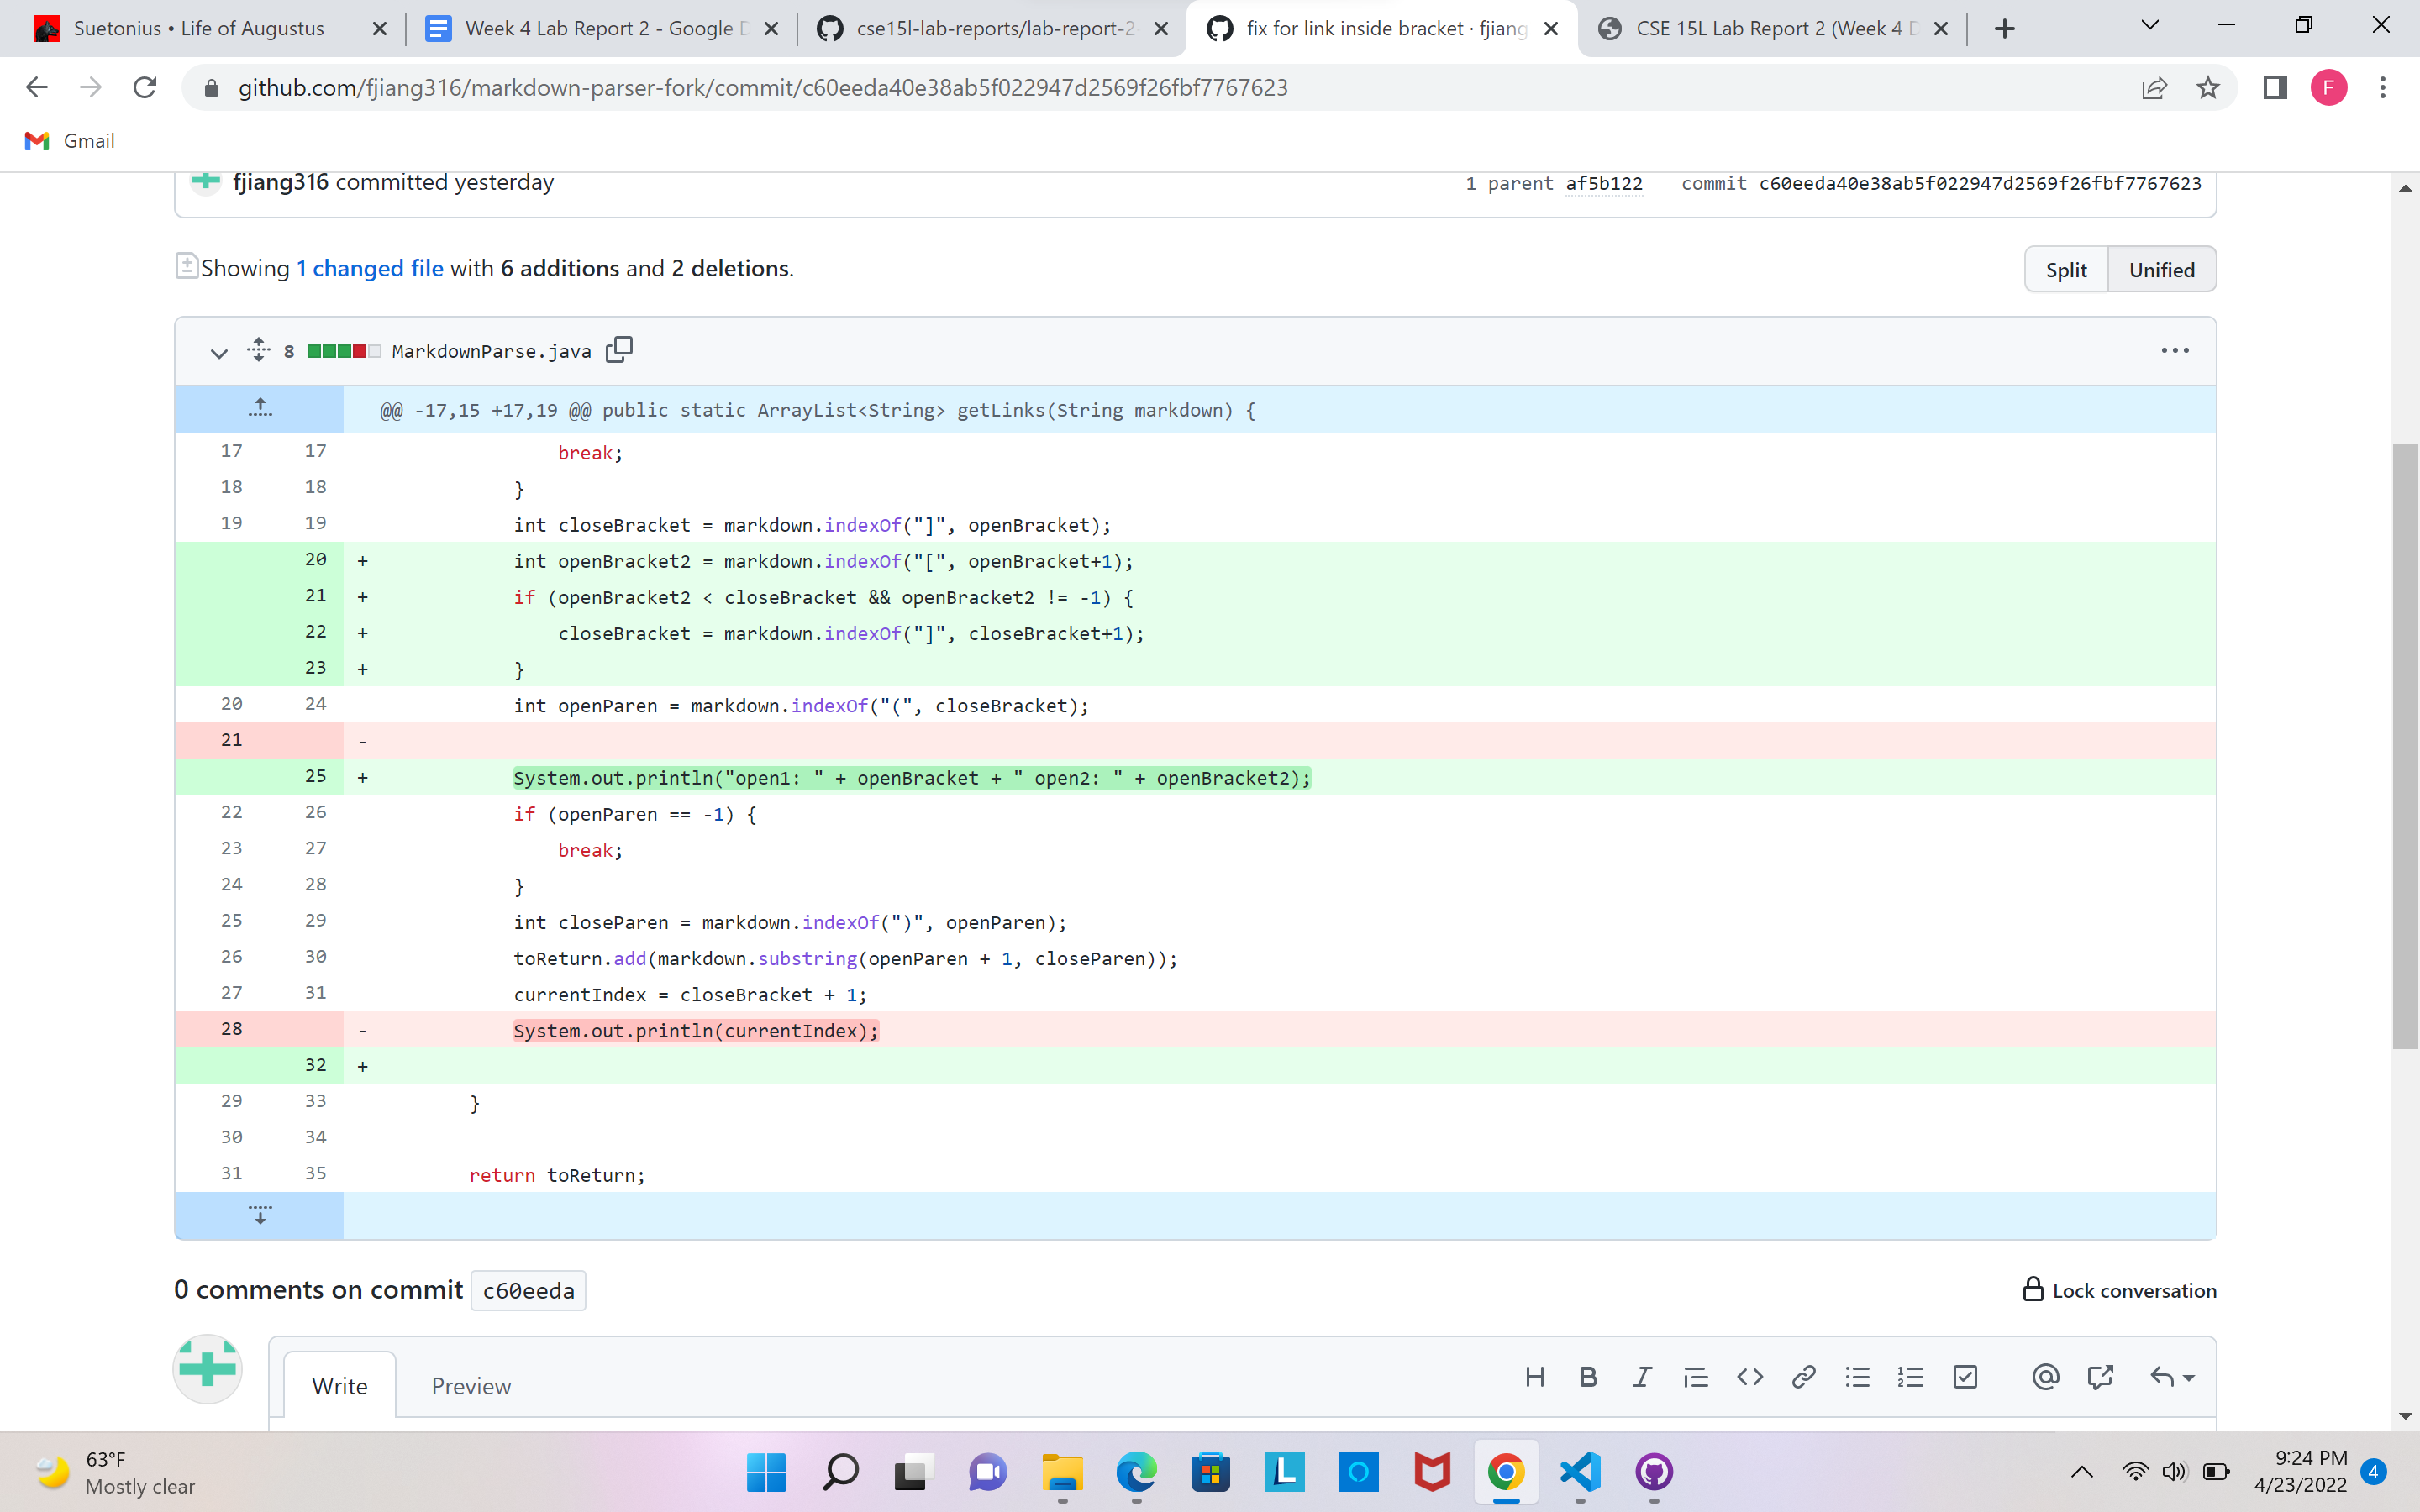 Suetonius • Life of Augustus
Week 4 Lab Report 2 - Google D
cse15l-lab-reports/lab-report-2-
fix for link inside bracket · fjiang
CSE 15L Lab Report 2 (Week 4 D
github.com/fjiang316/markdown-parser-fork/commit/c60eeda40e38ab5f022947d2569f26fbf7767623
F
Gmail
fjiang316 committed yesterday
1 parent af5b122 commit c60eeda40e38ab5f022947d2569f26fbf7767623
Showing 1 changed file with 6 additions and 2 deletions.
Split Unified
8 MarkdownParse.java
@@ -17,15 +17,19 @@ public static ArrayList<String> getLinks(String markdown) {
17 17 break;
18 18 }
19 19 int closeBracket = markdown.indexOf("]", openBracket);
20 + int openBracket2 = markdown.indexOf("[", openBracket+1);
21 + if (openBracket2 < closeBracket && openBracket2 != -1) {
22 + closeBracket = markdown.indexOf("]", closeBracket+1);
23 + }
20 24 int openParen = markdown.indexOf("(", closeBracket);
21 -
25 + System.out.println("open1: " + openBracket + " open2: " + openBracket2);
22 26 if (openParen == -1) {
23 27 break;
24 28 }
25 29 int closeParen = markdown.indexOf(")", openParen);
26 30 toReturn.add(markdown.substring(openParen + 1, closeParen));
27 31 currentIndex = closeBracket + 1;
28 - System.out.println(currentIndex);
32 +
29 33 }
30 34
31 35 return toReturn;
0 comments on commit c60eeda
Lock conversation
Write Preview
63°F
Mostly clear
9:24 PM
4/23/2022
4